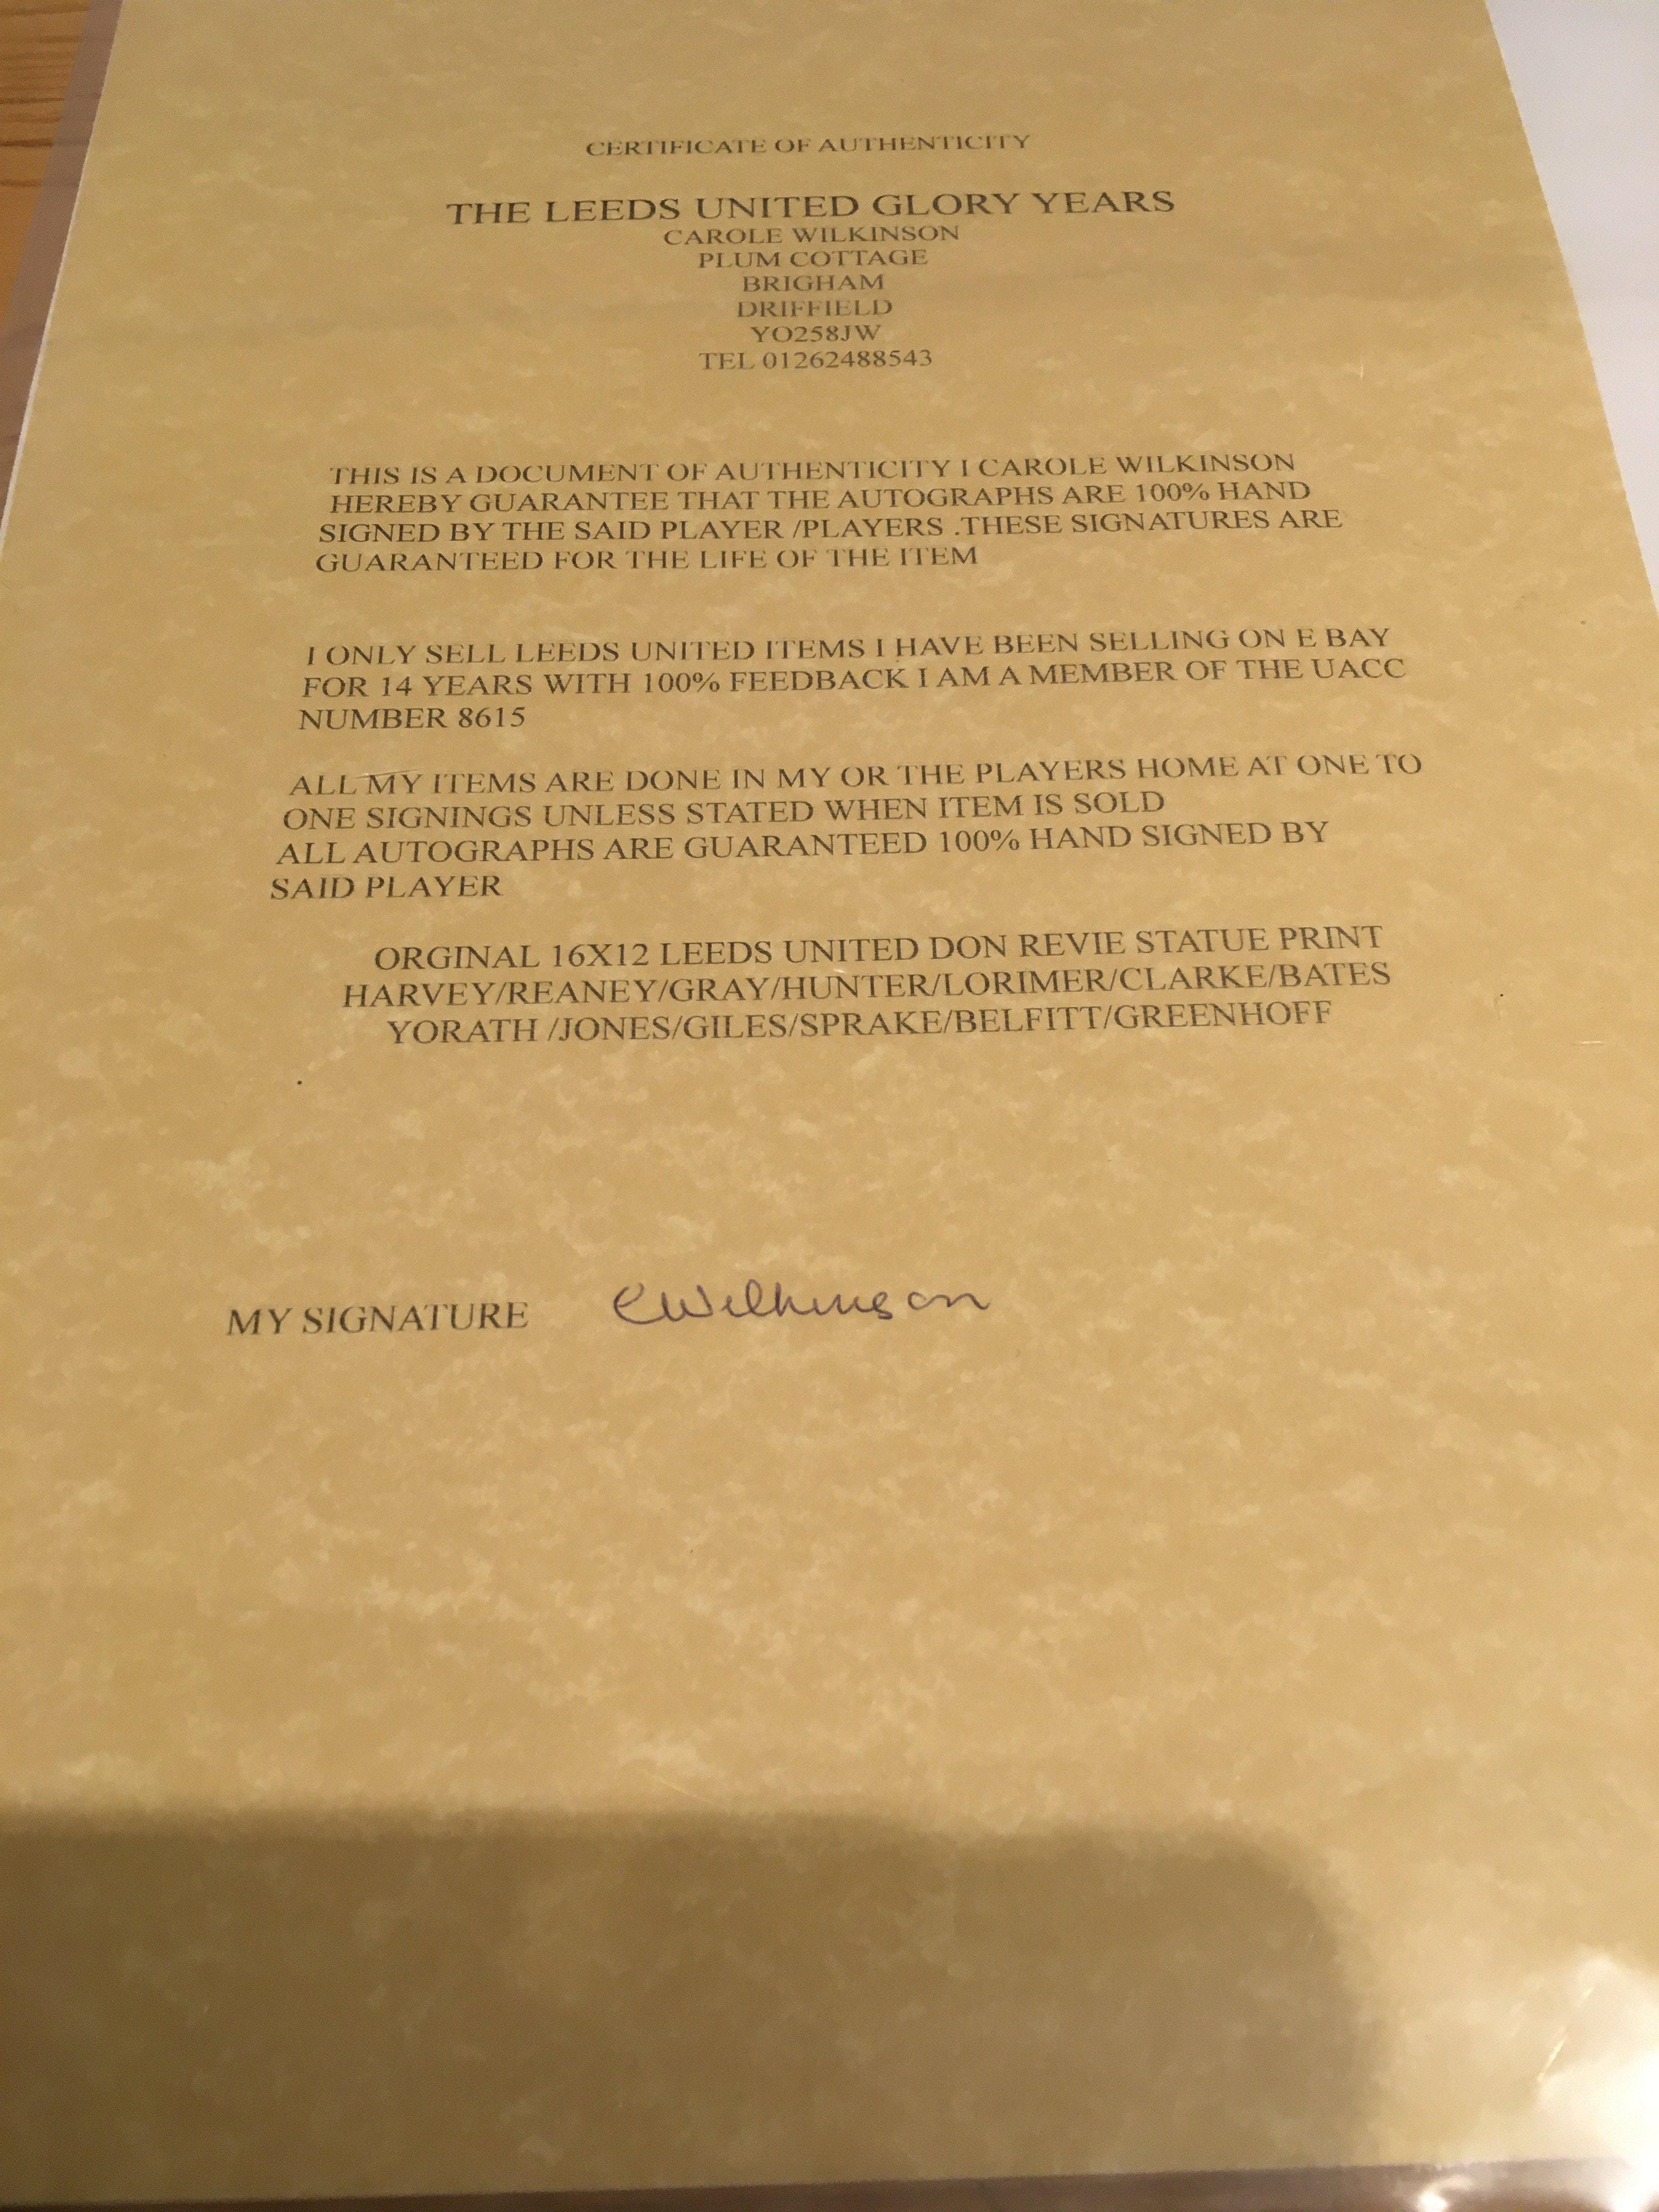 CERTIFICATE OF AUTHENTICITY
THE LEEDS UNITED GLORY YEARS
CAROLE WILKINSON
PLUM COTTAGE
BRIGHAM
DRIFFIELD
YO258JW
TEL 01262488543
THIS IS A DOCUMENT OF AUTHENTICITY I CAROLE WILKINSON
HEREBY GUARANTEE THAT THE AUTOGRAPHS ARE 100% HAND
SIGNED BY THE SAID PLAYER /PLAYERS .THESE SIGNATURES ARE
GUARANTEED FOR THE LIFE OF THE ITEM
I ONLY SELL LEEDS UNITED ITEMS I HAVE BEEN SELLING ON E BAY
FOR 14 YEARS WITH 100% FEEDBACK I AM A MEMBER OF THE UACC
NUMBER 8615
ALL MY ITEMS ARE DONE IN MY OR THE PLAYERS HOME AT ONE TO
ONE SIGNINGS UNLESS STATED WHEN ITEM IS SOLD
ALL AUTOGRAPHS ARE GUARANTEED 100% HAND SIGNED BY
SAID PLAYER
ORGINAL 16X12 LEEDS UNITED DON REVIE STATUE PRINT
HARVEY/REANEY/GRAY/HUNTER/LORIMER/CLARKE/BATES
YORATH /JONES/GILES/SPRAKE/BELFITT/GREENHOFF
MY SIGNATURE CWilkinson